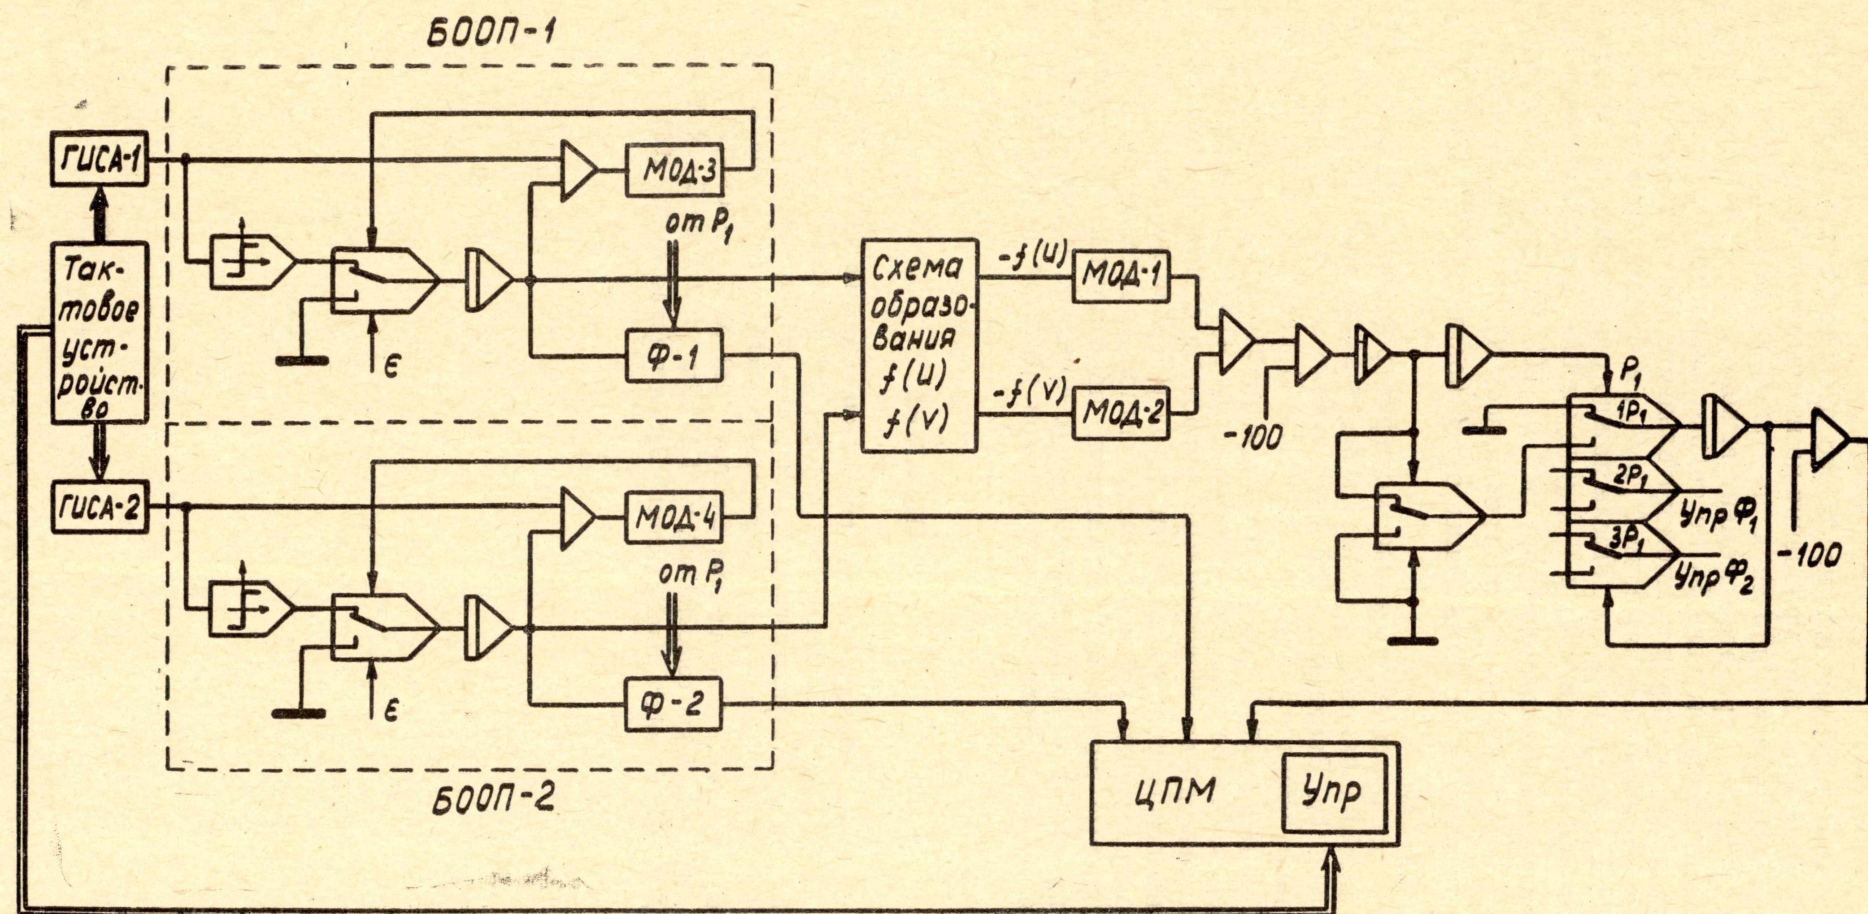 БООП-1
ГИСА-1
МОД-3
от P₁
Так-
товое
уст-
ройст-
во
ϵ
Ф-1
Схема
образо-
вания
f(U)
f(V)
-f(U)
МОД-1
-f(V)
МОД-2
-100
P₁
1P₁
2P₁
Упр Ф₁
3P₁
Упр Ф₂
-100
ГИСА-2
МОД-4
от P₁
ϵ
Ф-2
БООП-2
ЦПМ
Упр